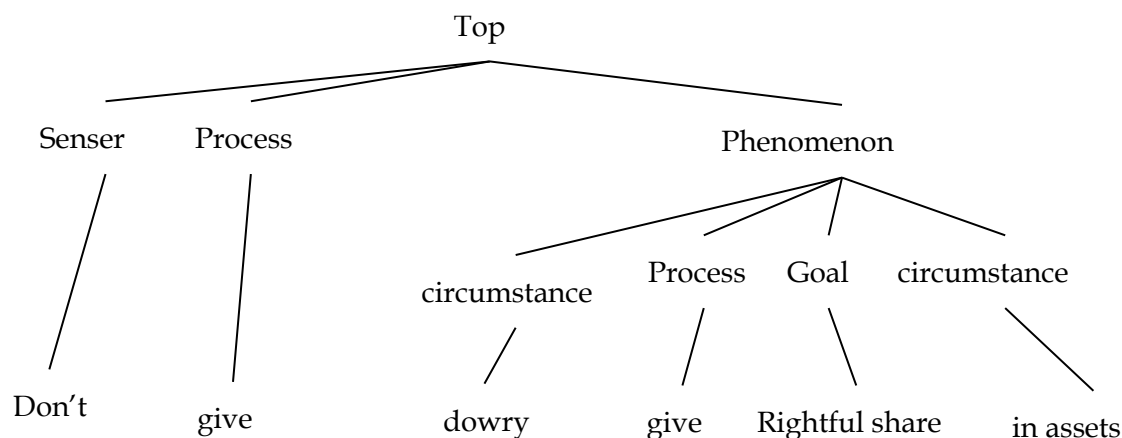 Top
Senser Process Phenomenon
circumstance Process Goal circumstance
Don't give dowry give Rightful share in assets